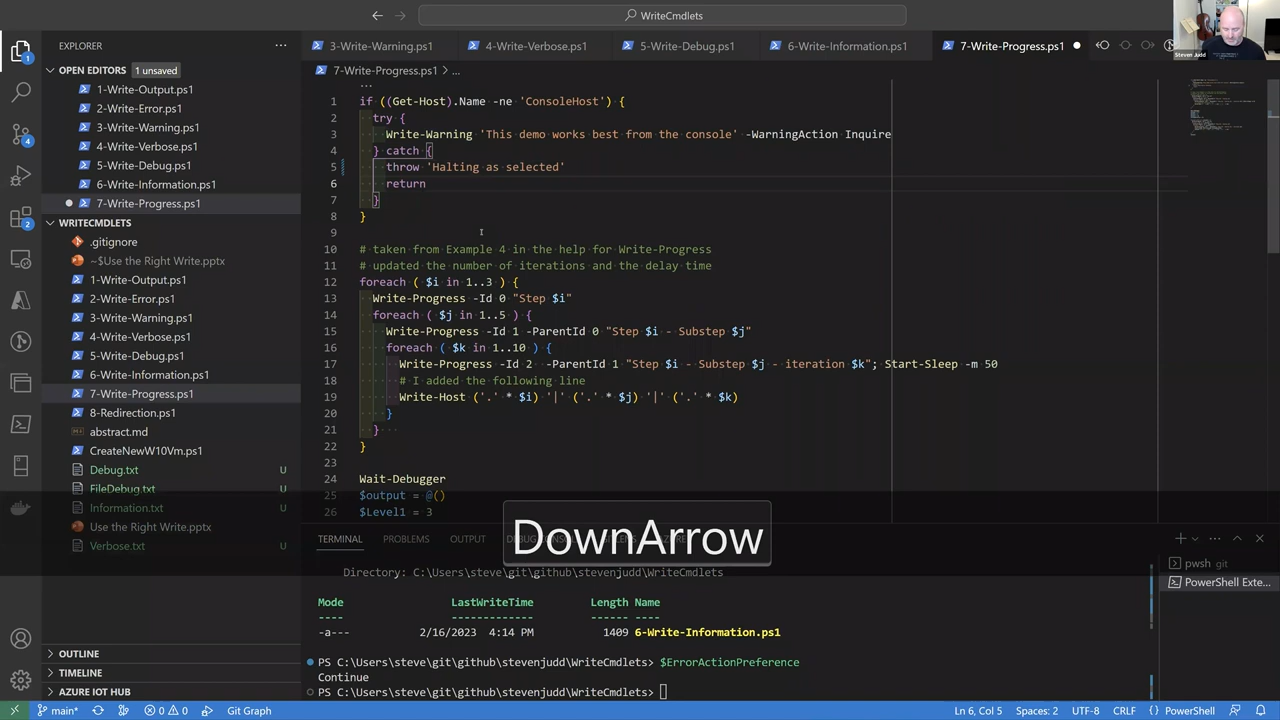 WriteCmdlets
Steven Judd
EXPLORER
OPEN EDITORS 1 unsaved
1-Write-Output.ps1
2-Write-Error.ps1
3-Write-Warning.ps1
4-Write-Verbose.ps1
5-Write-Debug.ps1
6-Write-Information.ps1
7-Write-Progress.ps1
WRITECMDLETS
.gitignore
~$Use the Right Write.pptx
1-Write-Output.ps1
2-Write-Error.ps1
3-Write-Warning.ps1
4-Write-Verbose.ps1
5-Write-Debug.ps1
6-Write-Information.ps1
7-Write-Progress.ps1
8-Redirection.ps1
abstract.md
CreateNewW10Vm.ps1
Debug.txt U
FileDebug.txt U
Information.txt U
Use the Right Write.pptx
Verbose.txt U
OUTLINE
TIMELINE
AZURE IOT HUB
3-Write-Warning.ps1 4-Write-Verbose.ps1 5-Write-Debug.ps1 6-Write-Information.ps1 7-Write-Progress.ps1
7-Write-Progress.ps1 > ...
1 if ((Get-Host).Name -ne 'ConsoleHost') {
2 try {
3 Write-Warning 'This demo works best from the console' -WarningAction Inquire
4 } catch {
5 throw 'Halting as selected'
6 return
7 }
8 }
9
10 # taken from Example 4 in the help for Write-Progress
11 # updated the number of iterations and the delay time
12 foreach ( $i in 1..3 ) {
13 Write-Progress -Id 0 "Step $i"
14 foreach ( $j in 1..5 ) {
15 Write-Progress -Id 1 -ParentId 0 "Step $i - Substep $j"
16 foreach ( $k in 1..10 ) {
17 Write-Progress -Id 2 -ParentId 1 "Step $i - Substep $j - iteration $k"; Start-Sleep -m 50
18 # I added the following line
19 Write-Host ('.' * $i) '|' ('.' * $j) '|' ('.' * $k)
20 }
21 }
22 }
23
24 Wait-Debugger
25 $output = @()
26 $Level1 = 3
DownArrow
TERMINAL PROBLEMS OUTPUT
pwsh git
PowerShell Exte...
Directory: C:\Users\steve\git\github\stevenjudd\WriteCmdlets
Mode LastWriteTime Length Name
---- ------------- ------ ----
-a--- 2/16/2023 4:14 PM 1409 6-Write-Information.ps1
PS C:\Users\steve\git\github\stevenjudd\WriteCmdlets> $ErrorActionPreference
Continue
PS C:\Users\steve\git\github\stevenjudd\WriteCmdlets>
main* 0 0 Git Graph Ln 6, Col 5 Spaces: 2 UTF-8 CRLF { } PowerShell